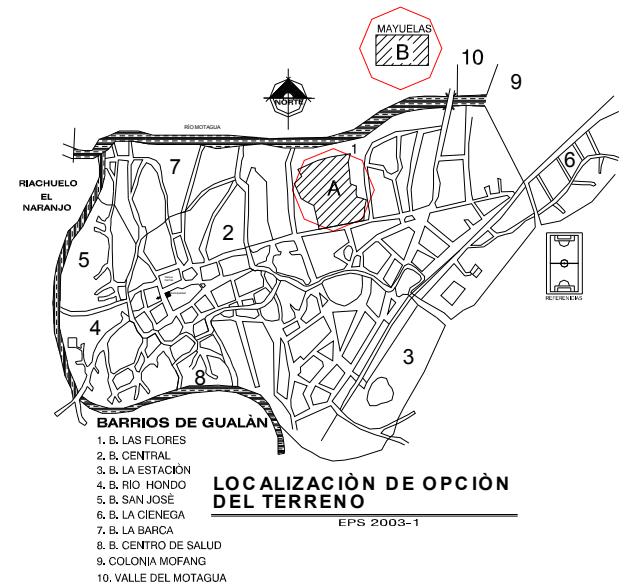 MAYUELAS
B
10
9
NORTE
RÍO MOTAGUA
1
7
6
A
RIACHUELO
EL
NARANJO
2
5
REFERENCIAS
4
3
8
BARRIOS DE GUALÀN
1. B. LAS FLORES
2. B. CENTRAL
3. B. LA ESTACIÒN
4. B. RÍO HONDO
5. B. SAN JOSÈ
6. B. LA CIENEGA
7. B. LA BARCA
8. B. CENTRO DE SALUD
9. COLONIA MOFANG
10. VALLE DEL MOTAGUA
LOCALIZACIÒN DE OPCIÒN
DEL TERRENO
EPS 2003-1